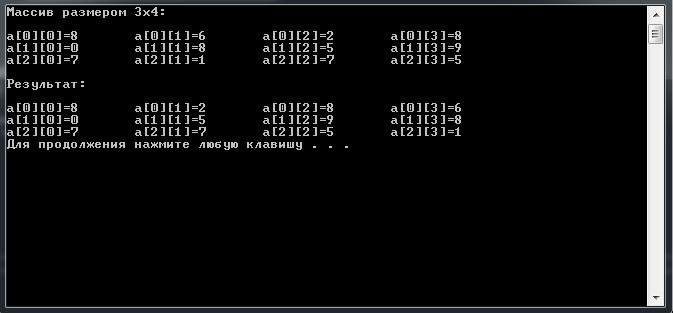 Массив размером 3x4:
a[0][0]=8 a[0][1]=6 a[0][2]=2 a[0][3]=8
a[1][0]=0 a[1][1]=8 a[1][2]=5 a[1][3]=9
a[2][0]=7 a[2][1]=1 a[2][2]=7 a[2][3]=5
Результат:
a[0][0]=8 a[0][1]=2 a[0][2]=8 a[0][3]=6
a[1][0]=0 a[1][1]=5 a[1][2]=9 a[1][3]=8
a[2][0]=7 a[2][1]=7 a[2][2]=5 a[2][3]=1
Для продолжения нажмите любую клавишу . . .